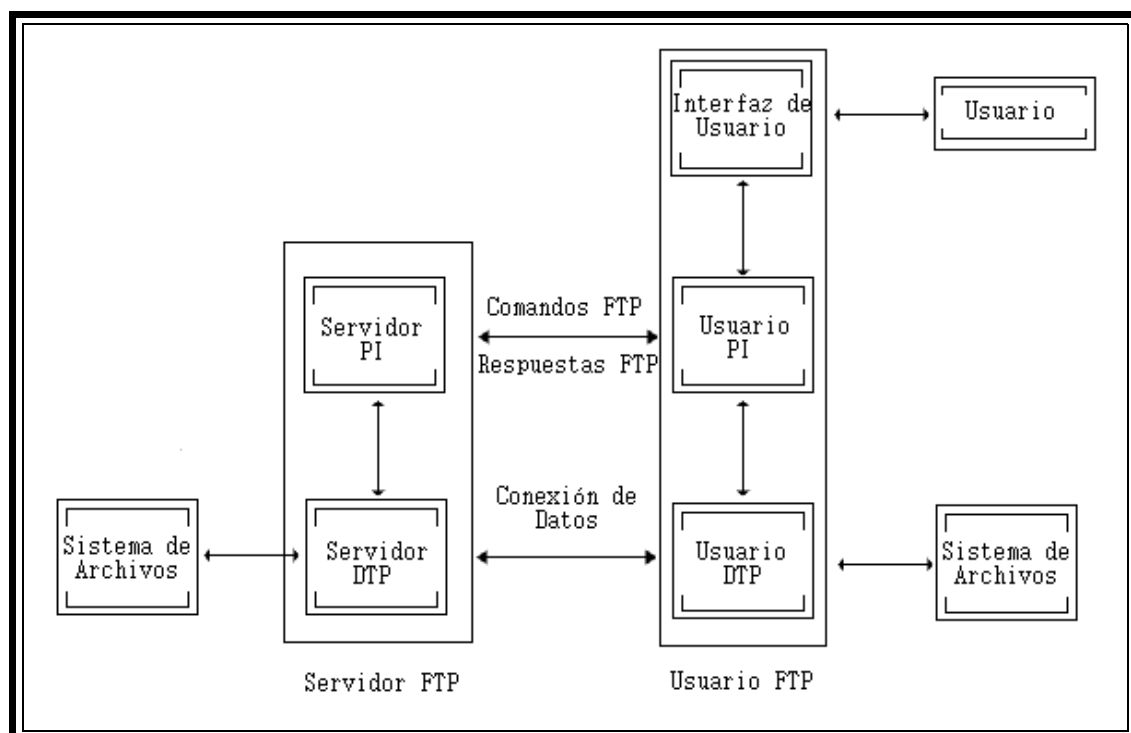 Interfaz de
Usuario
Usuario
Servidor
PI
Comandos FTP
Respuestas FTP
Usuario
PI
Sistema de
Archivos
Servidor
DTP
Conexión de
Datos
Usuario
DTP
Sistema de
Archivos
Servidor FTP
Usuario FTP